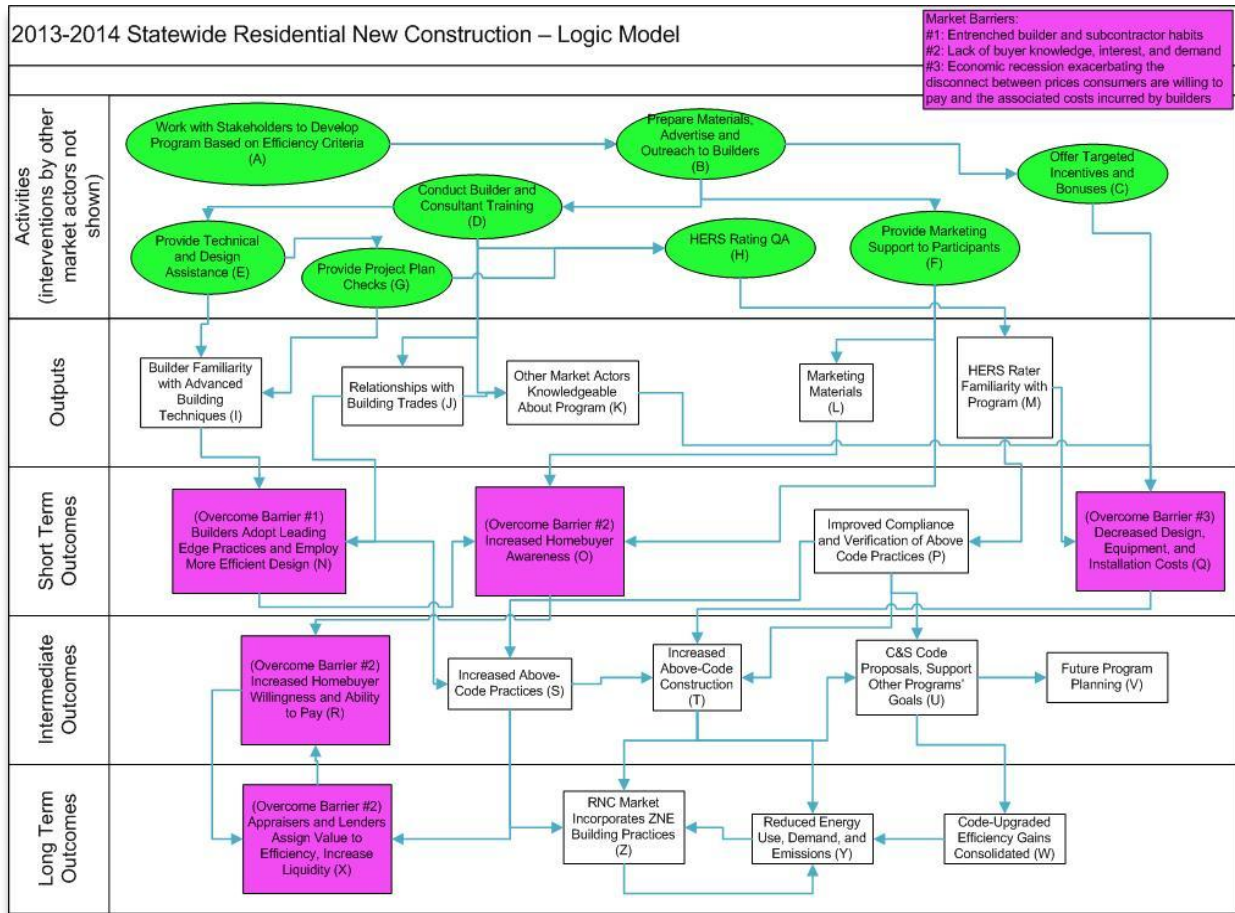 2013-2014 Statewide Residential New Construction – Logic Model
Market Barriers:
#1: Entrenched builder and subcontractor habits
#2: Lack of buyer knowledge, interest, and demand
#3: Economic recession exacerbating the
disconnect between prices consumers are willing to
pay and the associated costs incurred by builders
Activities
(interventions by other
market actors not
shown)
Work with Stakeholders to Develop
Program Based on Efficiency Criteria
(A)
Prepare Materials,
Advertise and
Outreach to Builders
(B)
Offer Targeted
Incentives and
Bonuses (C)
Conduct Builder and
Consultant Training
(D)
Provide Technical
and Design
Assistance (E)
Provide Project Plan
Checks (G)
HERS Rating QA
(H)
Provide Marketing
Support to Participants
(F)
Outputs
Builder Familiarity
with Advanced
Building
Techniques (I)
Relationships with
Building Trades (J)
Other Market Actors
Knowledgeable
About Program (K)
Marketing
Materials
(L)
HERS Rater
Familiarity with
Program (M)
Short Term
Outcomes
(Overcome Barrier #1)
Builders Adopt Leading
Edge Practices and Employ
More Efficient Design (N)
(Overcome Barrier #2)
Increased Homebuyer
Awareness (O)
Improved Compliance
and Verification of Above
Code Practices (P)
(Overcome Barrier #3)
Decreased Design,
Equipment, and
Installation Costs (Q)
Intermediate
Outcomes
(Overcome Barrier #2)
Increased Homebuyer
Willingness and Ability
to Pay (R)
Increased Above-
Code Practices (S)
Increased
Above-Code
Construction
(T)
C&S Code
Proposals, Support
Other Programs'
Goals (U)
Future Program
Planning (V)
Long Term
Outcomes
(Overcome Barrier #2)
Appraisers and Lenders
Assign Value to
Efficiency, Increase
Liquidity (X)
RNC Market
Incorporates ZNE
Building Practices
(Z)
Reduced Energy
Use, Demand, and
Emissions (Y)
Code-Upgraded
Efficiency Gains
Consolidated (W)